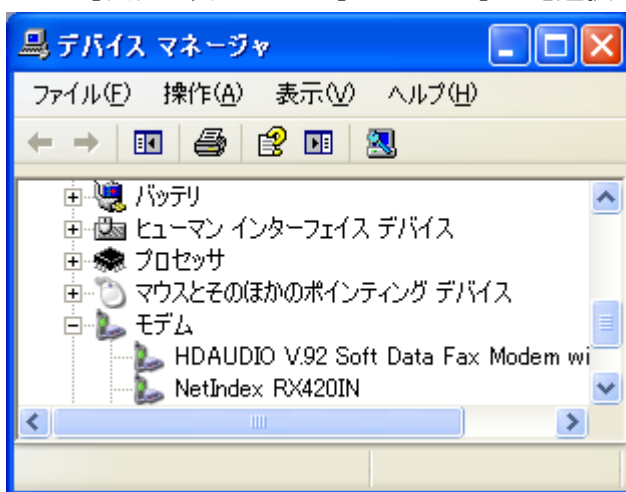 デバイス マネージャ
ファイル(F) 操作(A) 表示(V) ヘルプ(H)
バッテリ
ヒューマン インターフェイス デバイス
プロセッサ
マウスとそのほかのポインティング デバイス
モデム
HDAUDIO V.92 Soft Data Fax Modem wi
NetIndex RX420IN